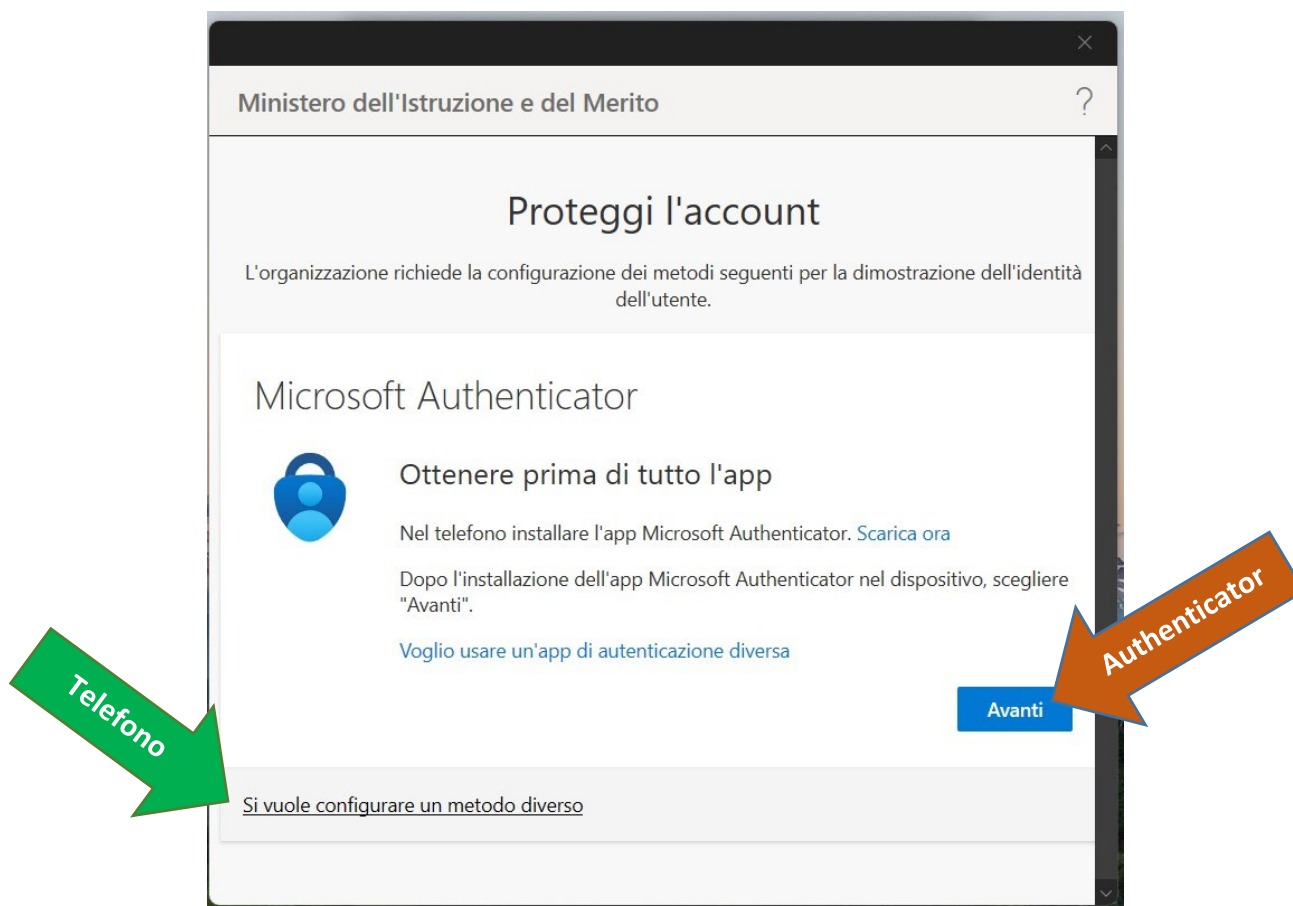 Ministero dell'Istruzione e del Merito
?
Proteggi l'account
L'organizzazione richiede la configurazione dei metodi seguenti per la dimostrazione dell'identità
dell'utente.
Microsoft Authenticator
Ottenere prima di tutto l'app
Nel telefono installare l'app Microsoft Authenticator. Scarica ora
Dopo l'installazione dell'app Microsoft Authenticator nel dispositivo, scegliere
"Avanti".
Authenticator
Voglio usare un'app di autenticazione diversa
Telefono
Avanti
Si vuole configurare un metodo diverso